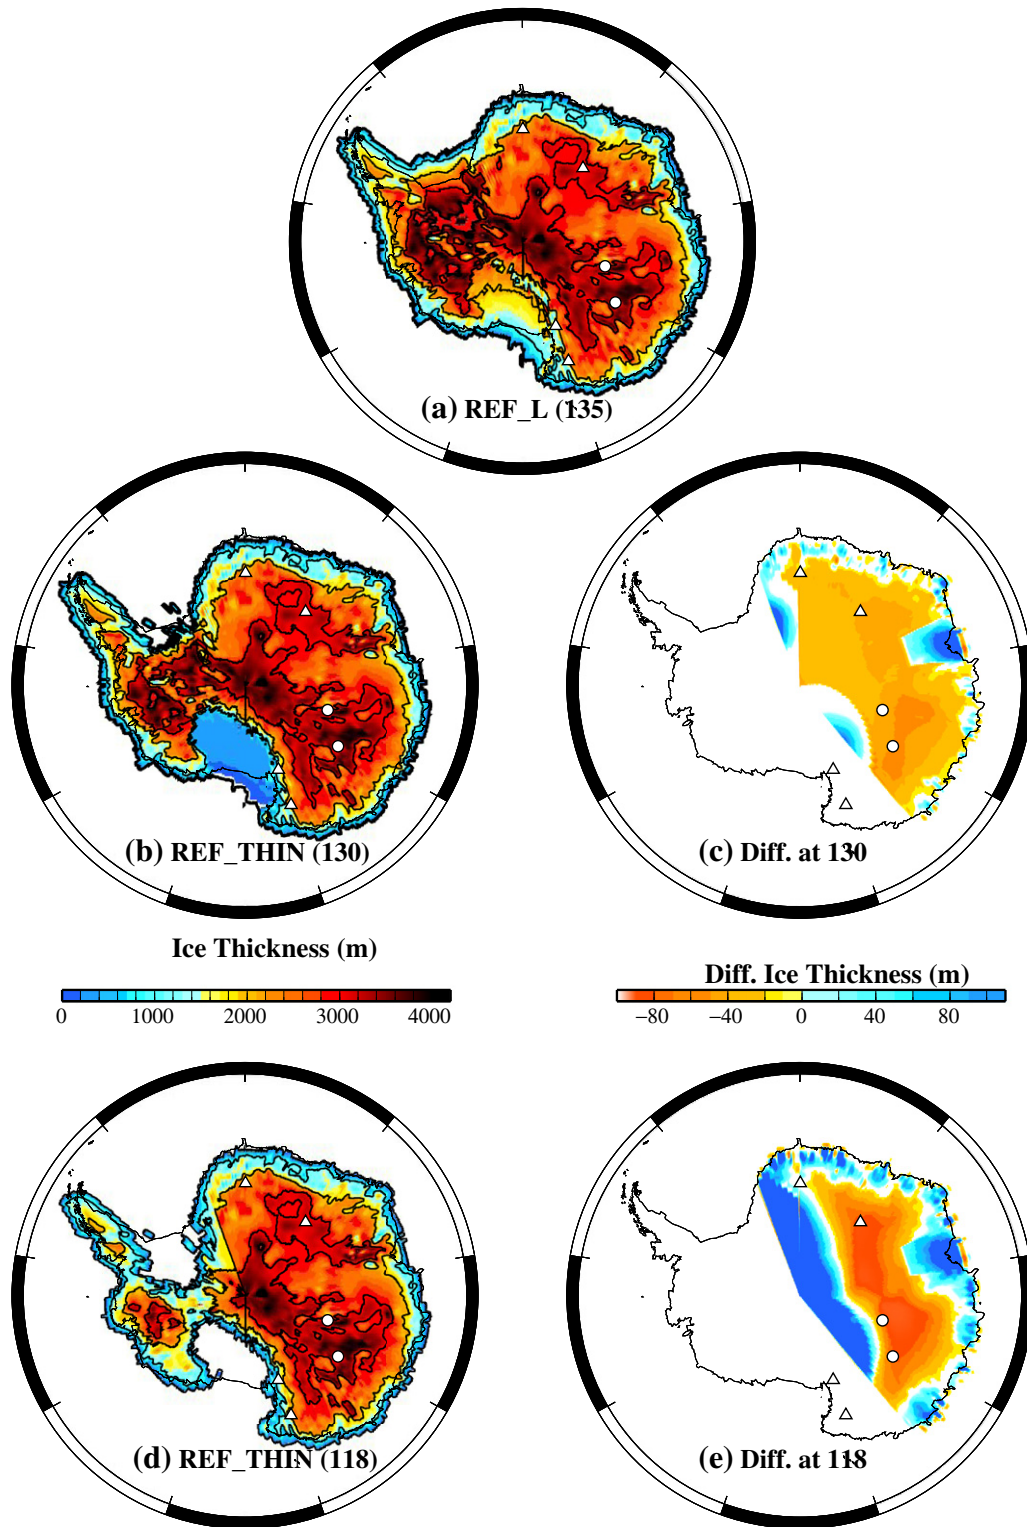 (a) REF_L (135)
(b) REF_THIN (130)
(c) Diff. at 130
Ice Thickness (m)
0 1000 2000 3000 4000
Diff. Ice Thickness (m)
−80 −40 0 40 80
(d) REF_THIN (118)
(e) Diff. at 118